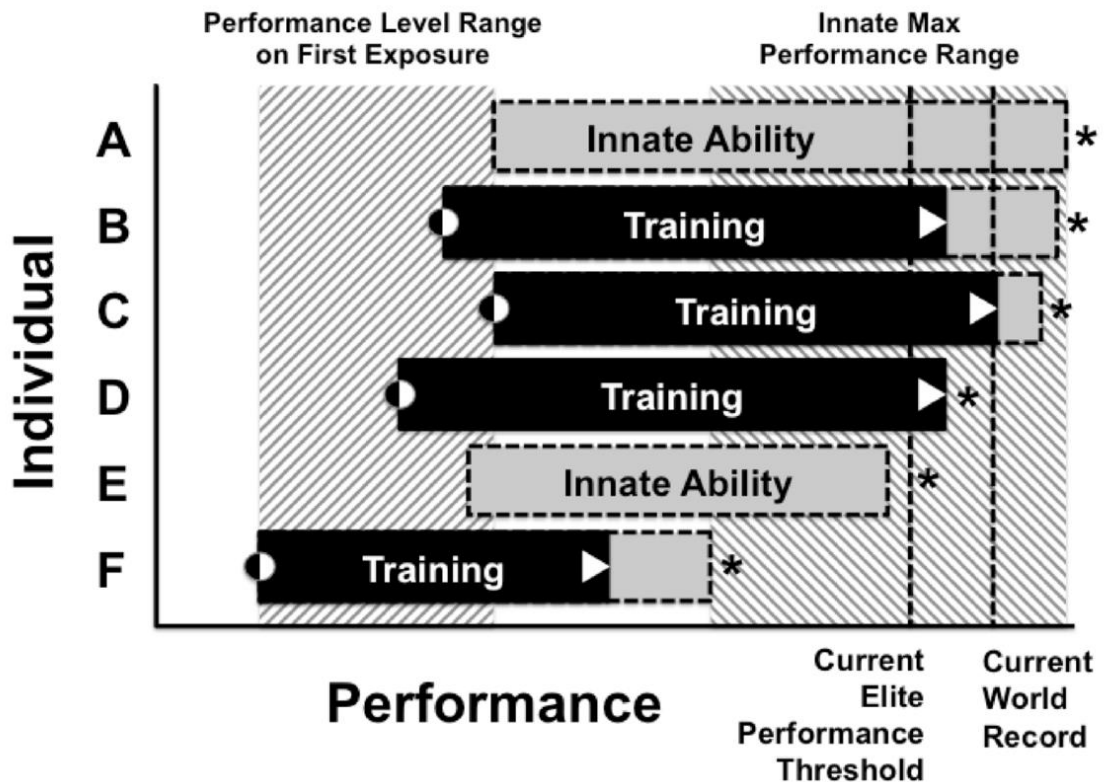 Performance Level Range
on First Exposure
Innate Max
Performance Range
Individual
A
Innate Ability
*
B
Training
*
C
Training
*
D
Training
*
E
Innate Ability
*
F
Training
*
Performance
Current
Elite
Performance
Threshold
Current
World
Record